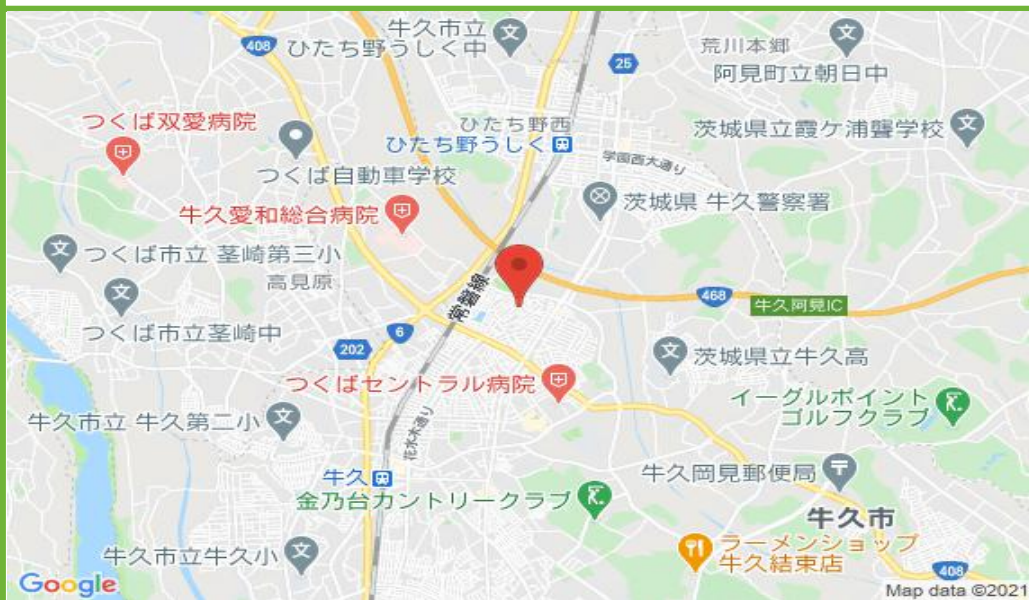 牛久市立
ひたち野うしく中
408
25
荒川本郷
阿見町立朝日中
つくば双愛病院
ひたち野西
ひたち野うしく
茨城県立霞ケ浦聾学校
つくば自動車学校
学園西大通り
牛久愛和総合病院
茨城県 牛久警察署
つくば市立 茎崎第三小
高見原
常磐線
468
牛久阿見IC
つくば市立茎崎中
6
202
茨城県立牛久高
つくばセントラル病院
イーグルポイント
ゴルフクラブ
牛久市立 牛久第二小
花水木通り
牛久
牛久岡見郵便局
金乃台カントリークラブ
牛久市
牛久市立牛久小
ラーメンショップ
牛久結束店
408
Google
Map data ©2021